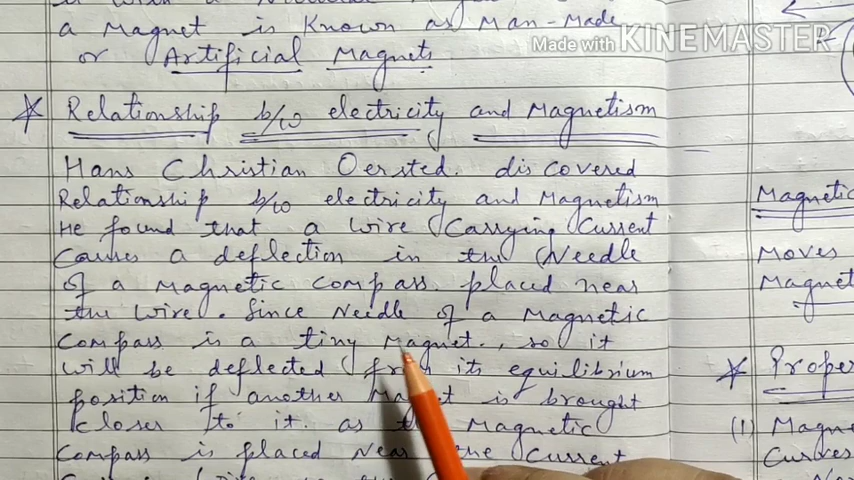 a Magnet is Known as Man-Made
or Artificial Magnets
Made with KINEMASTER
Relationship b/w electricity and Magnetism
Hans Christian Oersted. discovered
Relationship b/w electricity and Magnetism
He found that a wire Carrying Current
Causes a deflection in the Needle
of a Magnetic Compass. placed near
the wire. Since Needle of a Magnetic
Compass is a tiny Magnet., so it
will be deflected from its equilibrium
position if another Magnet is brought
closer to it. as the Magnetic
Compass is placed Near the Current
Magnetic
Moves
Magnet
Proper
(1) Magne
Curves